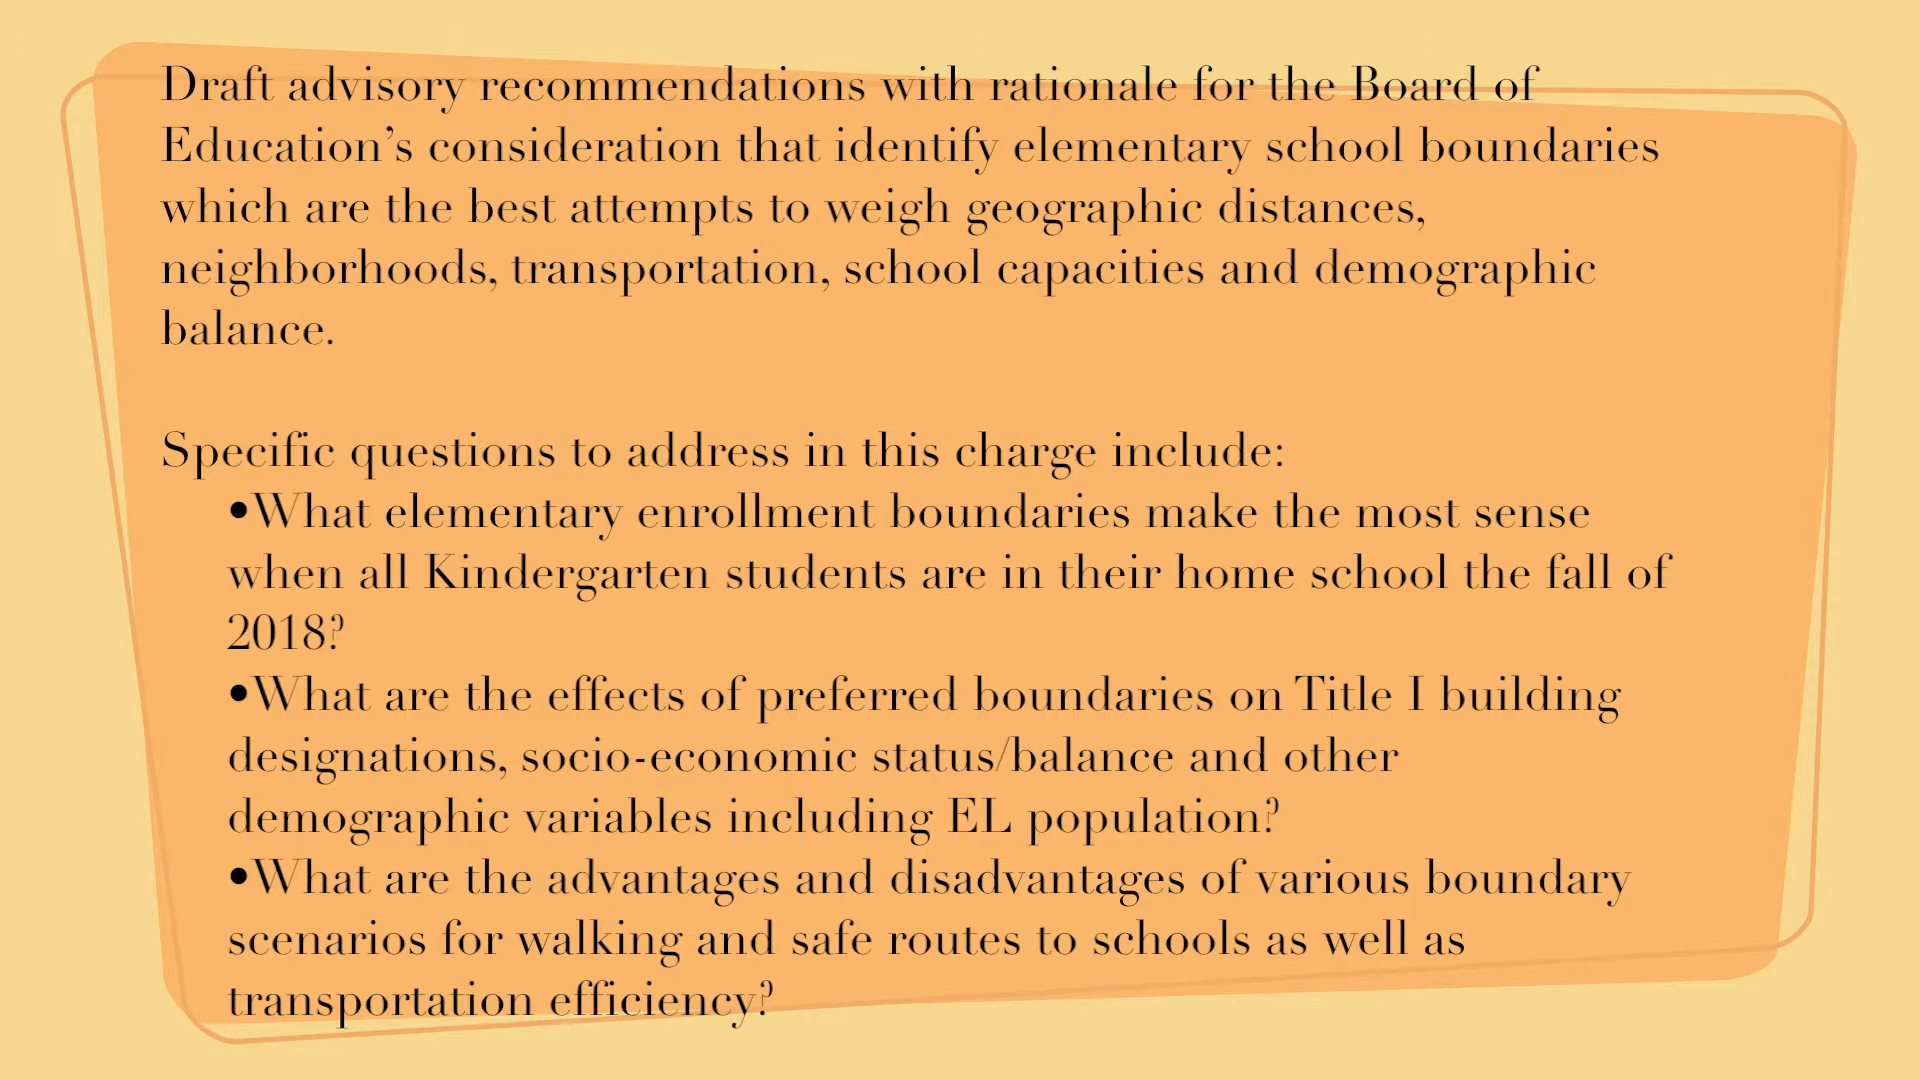 Draft advisory recommendations with rationale for the Board of
Education’s consideration that identify elementary school boundaries
which are the best attempts to weigh geographic distances,
neighborhoods, transportation, school capacities and demographic
balance.
Specific questions to address in this charge include:
•What elementary enrollment boundaries make the most sense
when all Kindergarten students are in their home school the fall of
2018?
•What are the effects of preferred boundaries on Title I building
designations, socio-economic status/balance and other
demographic variables including EL population?
•What are the advantages and disadvantages of various boundary
scenarios for walking and safe routes to schools as well as
transportation efficiency?